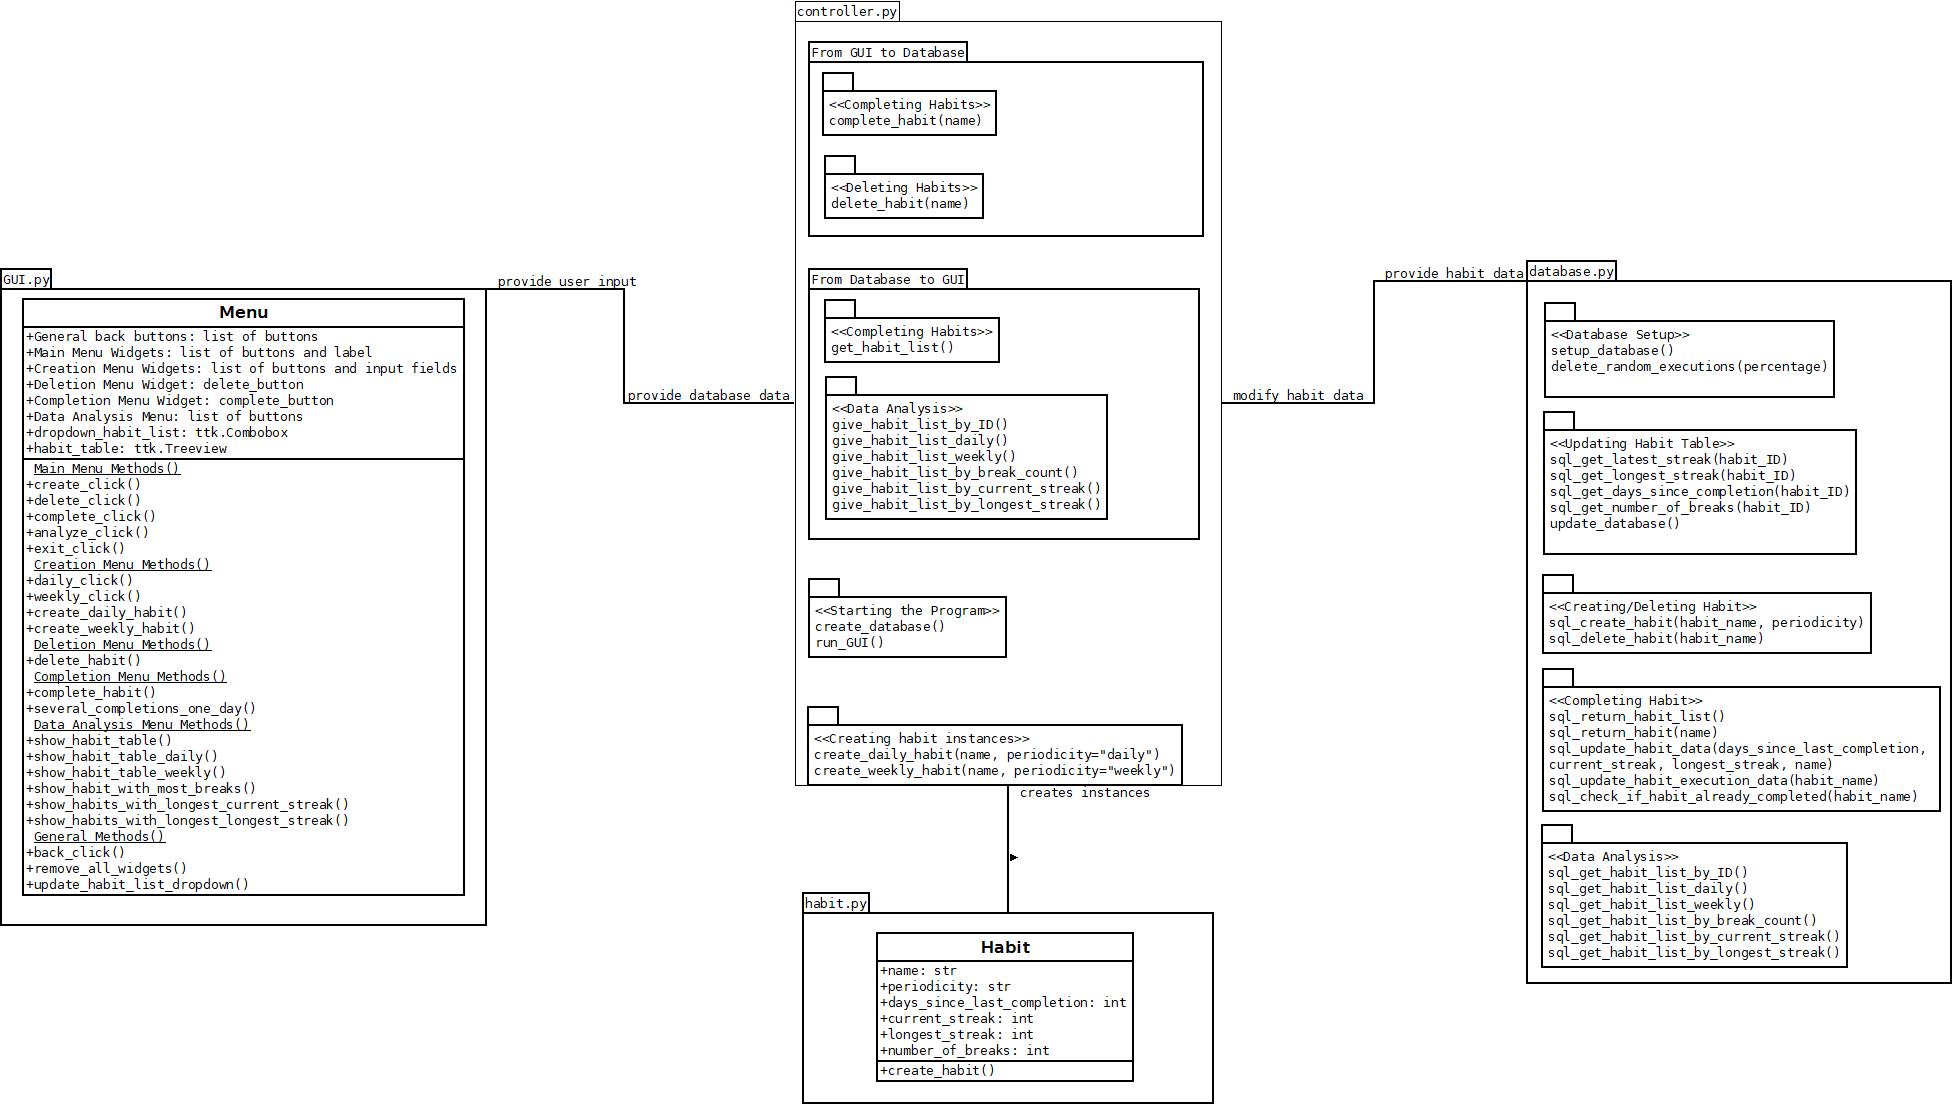 controller.py
From GUI to Database
<<Completing Habits>>
complete_habit(name)
<<Deleting Habits>>
delete_habit(name)
GUI.py
Menu
+General back buttons: list of buttons
+Main Menu Widgets: list of buttons and label
+Creation Menu Widgets: list of buttons and input fields
+Deletion Menu Widget: delete_button
+Completion Menu Widget: complete_button
+Data Analysis Menu: list of buttons
+dropdown_habit_list: ttk.Combobox
+habit_table: ttk.Treeview
Main Menu Methods()
+create_click()
+delete_click()
+complete_click()
+analyze_click()
+exit_click()
Creation Menu Methods()
+daily_click()
+weekly_click()
+create_daily_habit()
+create_weekly_habit()
Deletion Menu Methods()
+delete_habit()
Completion Menu Methods()
+complete_habit()
+several_completions_one_day()
Data Analysis Menu Methods()
+show_habit_table()
+show_habit_table_daily()
+show_habit_table_weekly()
+show_habit_with_most_breaks()
+show_habits_with_longest_current_streak()
+show_habits_with_longest_longest_streak()
General Methods()
+back_click()
+remove_all_widgets()
+update_habit_list_dropdown()
provide user input
provide database data
From Database to GUI
<<Completing Habits>>
get_habit_list()
<<Data Analysis>>
give_habit_list_by_ID()
give_habit_list_daily()
give_habit_list_weekly()
give_habit_list_by_break_count()
give_habit_list_by_current_streak()
give_habit_list_by_longest_streak()
<<Starting the Program>>
create_database()
run_GUI()
<<Creating habit instances>>
create_daily_habit(name, periodicity="daily")
create_weekly_habit(name, periodicity="weekly")
creates instances
habit.py
Habit
+name: str
+periodicity: str
+days_since_last_completion: int
+current_streak: int
+longest_streak: int
+number_of_breaks: int
+create_habit()
modify habit data
provide habit data
database.py
<<Database Setup>>
setup_database()
delete_random_executions(percentage)
<<Updating Habit Table>>
sql_get_latest_streak(habit_ID)
sql_get_longest_streak(habit_ID)
sql_get_days_since_completion(habit_ID)
sql_get_number_of_breaks(habit_ID)
update_database()
<<Creating/Deleting Habit>>
sql_create_habit(habit_name, periodicity)
sql_delete_habit(habit_name)
<<Completing Habit>>
sql_return_habit_list()
sql_return_habit(name)
sql_update_habit_data(days_since_last_completion,
current_streak, longest_streak, name)
sql_update_habit_execution_data(habit_name)
sql_check_if_habit_already_completed(habit_name)
<<Data Analysis>>
sql_get_habit_list_by_ID()
sql_get_habit_list_daily()
sql_get_habit_list_weekly()
sql_get_habit_list_by_break_count()
sql_get_habit_list_by_current_streak()
sql_get_habit_list_by_longest_streak()